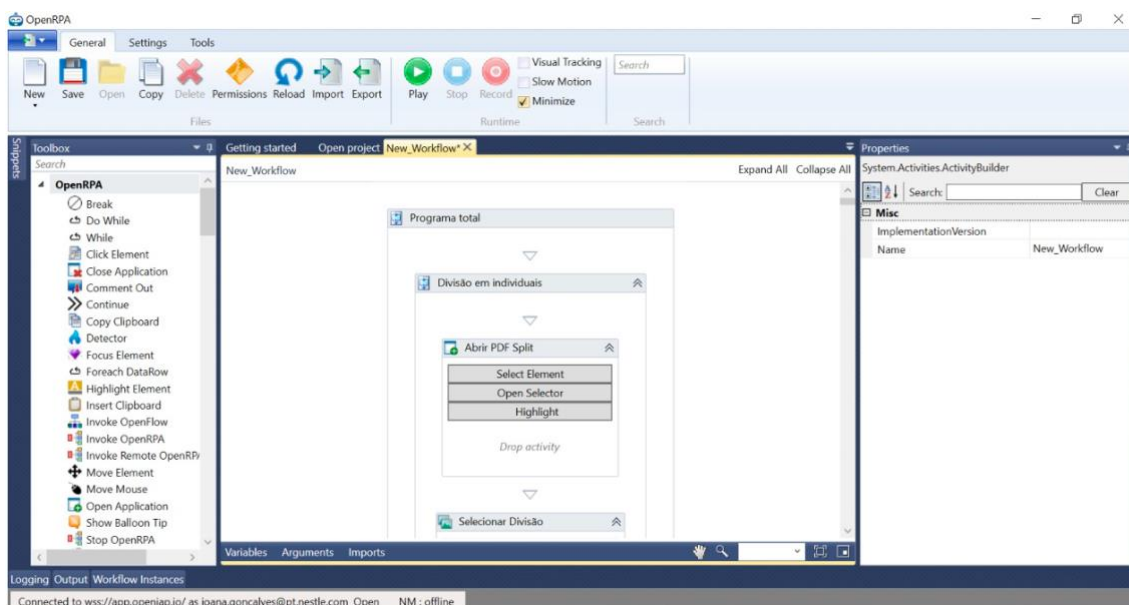 OpenRPA
General Settings Tools
New Save Open Copy Delete Permissions Reload Import Export
Files
Play Stop Record
Visual Tracking
Slow Motion
Minimize
Runtime
Search
Search
Snippets
Toolbox
Search
OpenRPA
Break
Do While
While
Click Element
Close Application
Comment Out
Continue
Copy Clipboard
Detector
Focus Element
Foreach DataRow
Highlight Element
Insert Clipboard
Invoke OpenFlow
Invoke OpenRPA
Invoke Remote OpenRP
Move Element
Move Mouse
Open Application
Show Balloon Tip
Stop OpenRPA
Getting started Open project New_Workflow*
New_Workflow Expand All Collapse All
Programa total
Divisão em individuais
Abrir PDF Split
Select Element
Open Selector
Highlight
Drop activity
Selecionar Divisão
Variables Arguments Imports
Properties
System.Activities.ActivityBuilder
Search: Clear
Misc
ImplementationVersion
Name New_Workflow
Logging Output Workflow Instances
Connected to wss://app.openiap.io/ as joana.goncalves@pt.nestle.com Open NM : offline